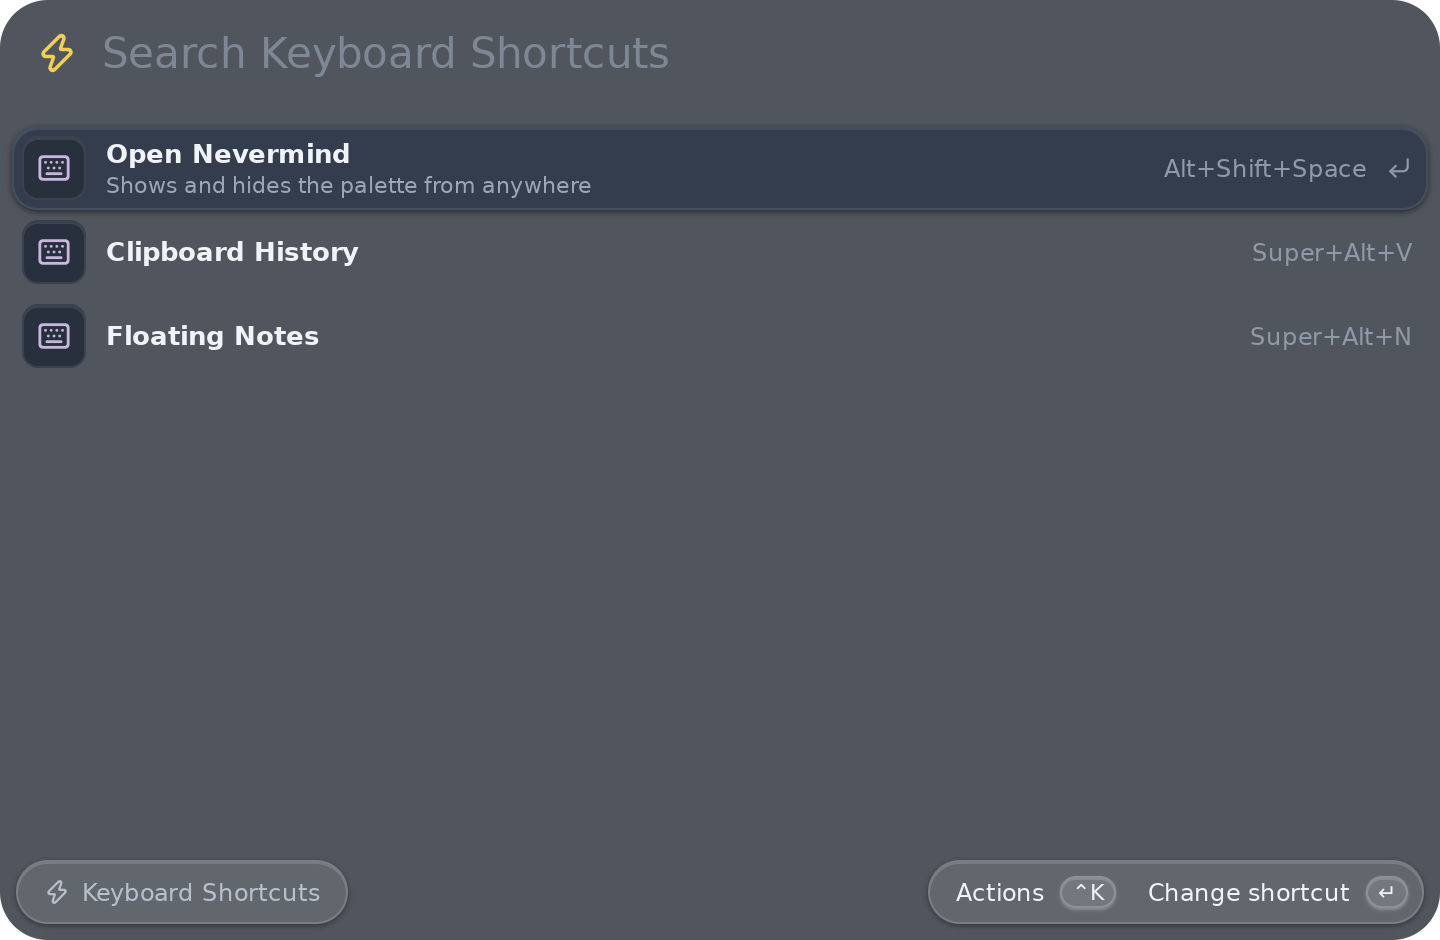 Search Keyboard Shortcuts
Open Nevermind
Shows and hides the palette from anywhere
Alt+Shift+Space ↵
Clipboard History
Super+Alt+V
Floating Notes
Super+Alt+N
Keyboard Shortcuts
Actions ⌃K Change shortcut ↵